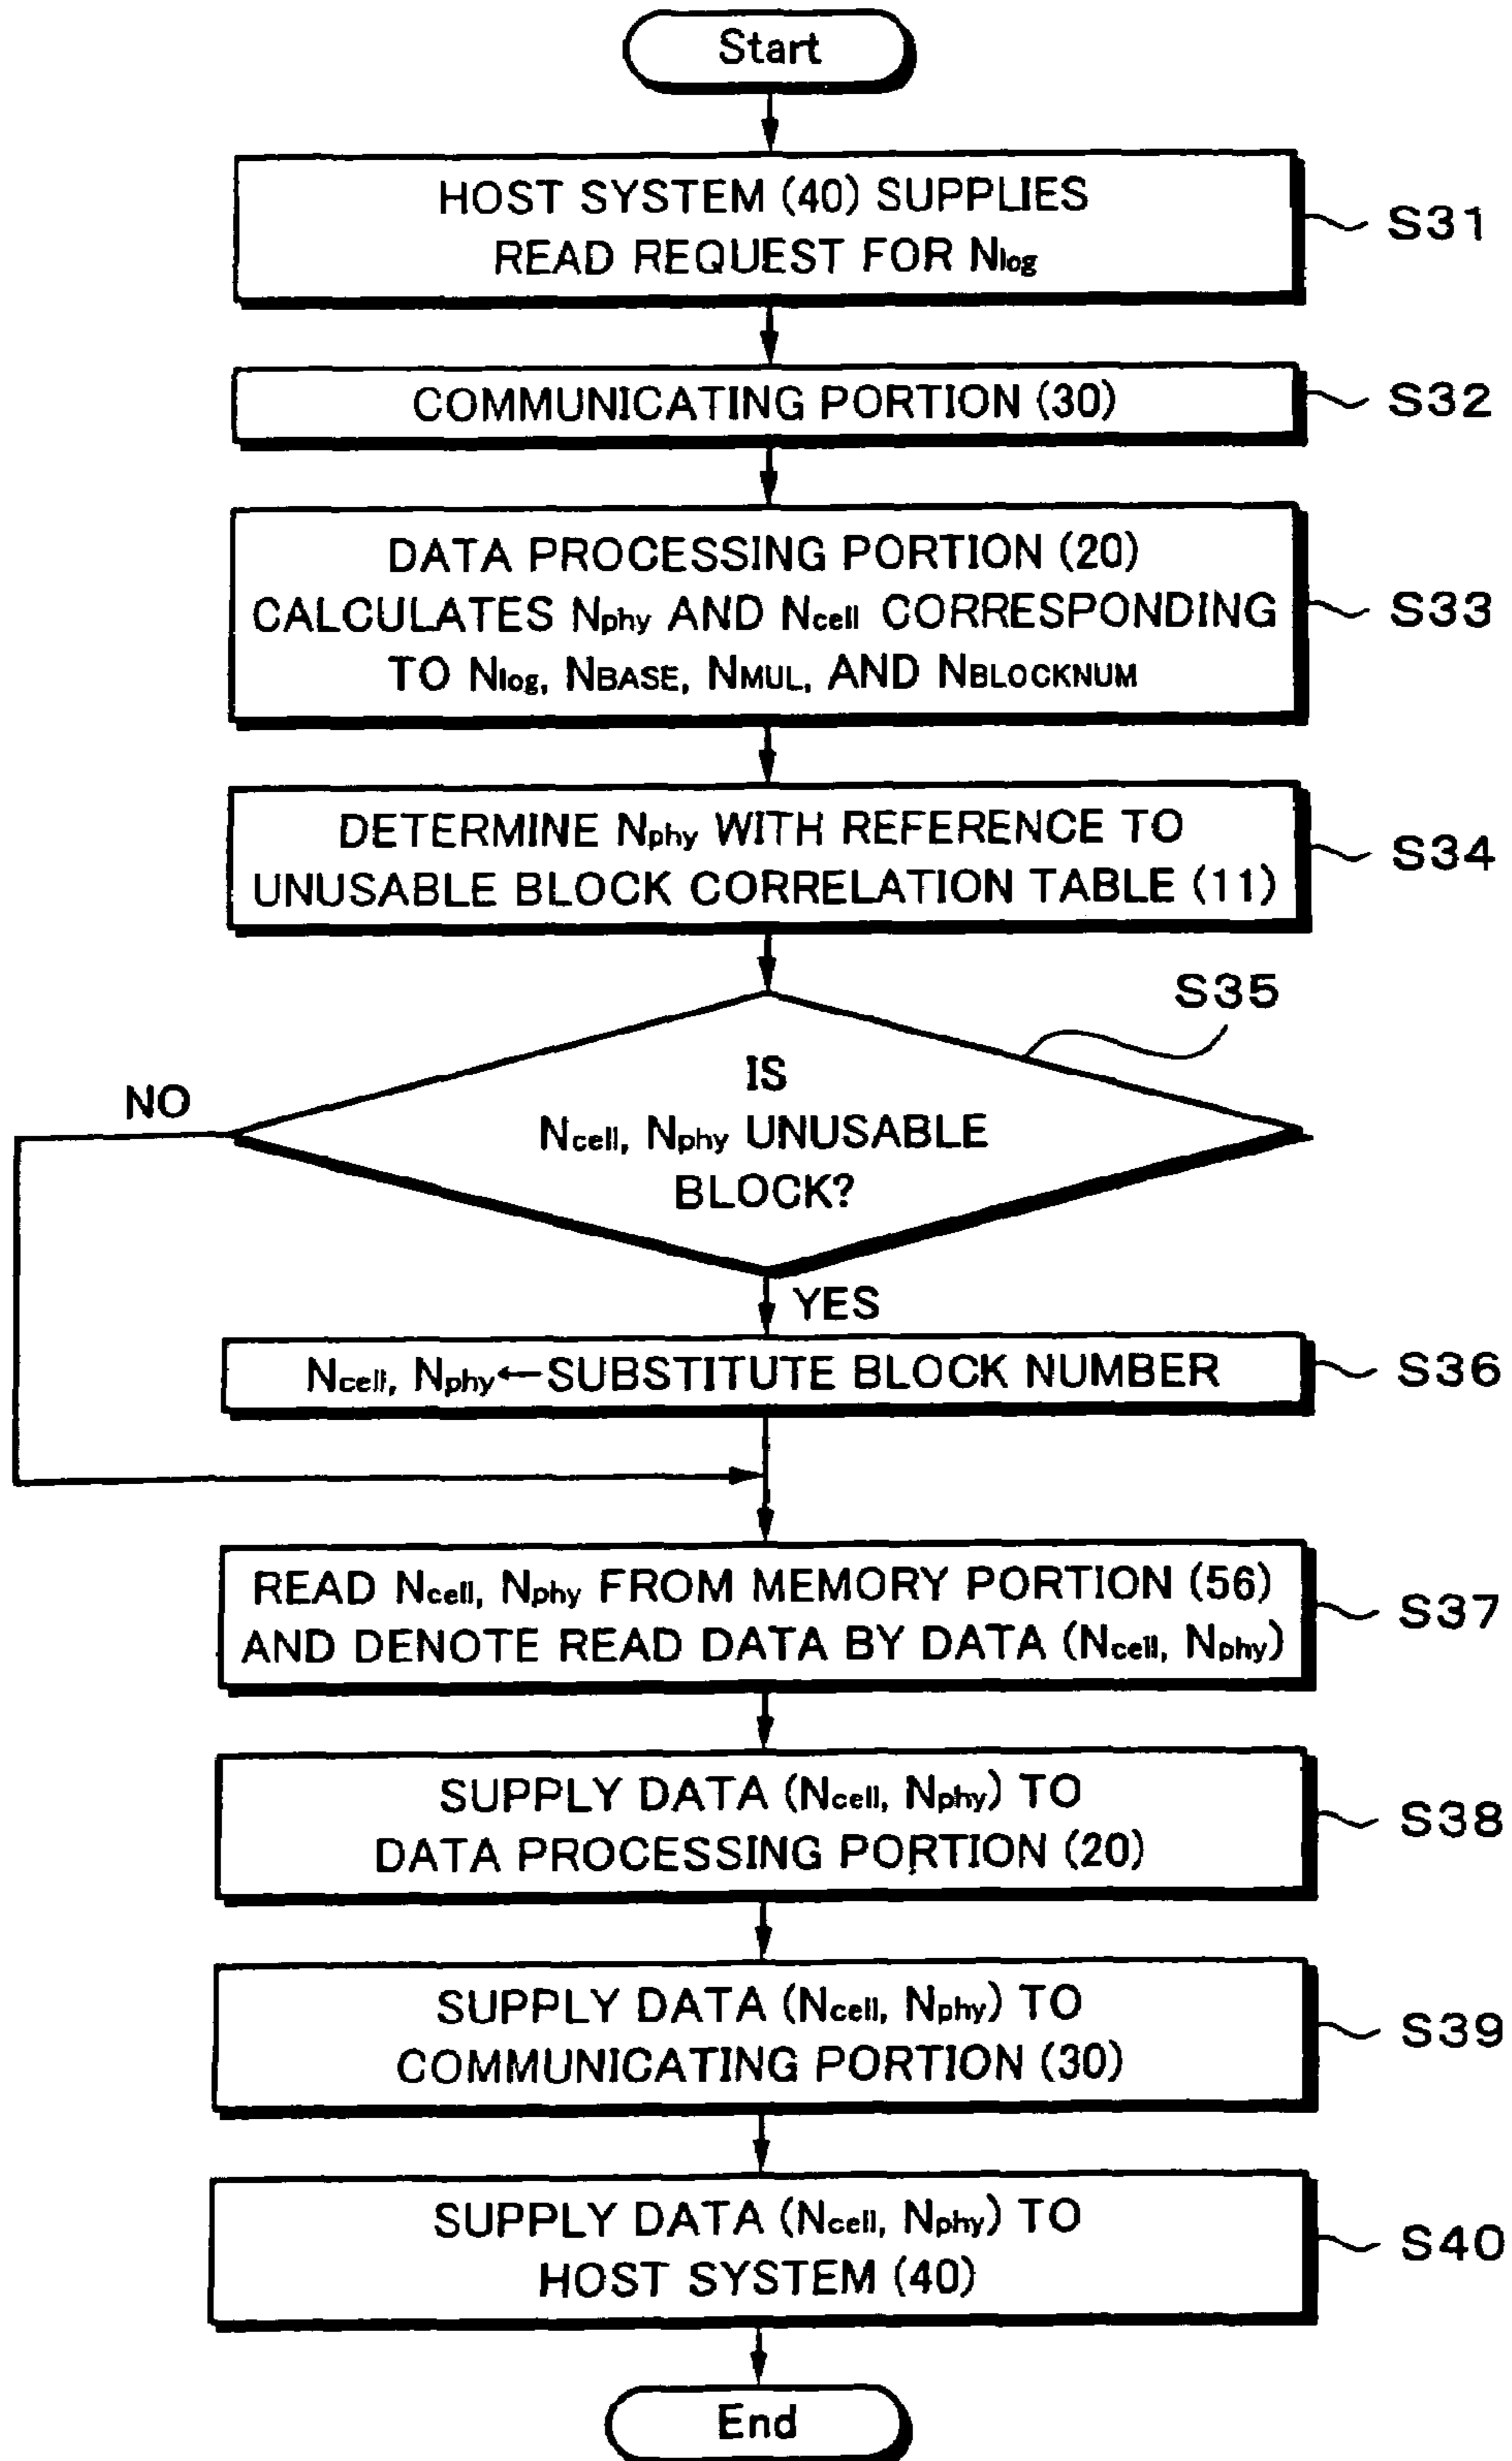 Start
HOST SYSTEM (40) SUPPLIES
READ REQUEST FOR Nlog
S31
COMMUNICATING PORTION (30)
S32
DATA PROCESSING PORTION (20)
CALCULATES Nphy AND Ncell CORRESPONDING
TO Nlog, NBASE, NMUL, AND NBLOCKNUM
S33
DETERMINE Nphy WITH REFERENCE TO
UNUSABLE BLOCK CORRELATION TABLE (11)
S34
S35
IS
Ncell, Nphy UNUSABLE
BLOCK?
NO
YES
Ncell, Nphy←SUBSTITUTE BLOCK NUMBER
S36
READ Ncell, Nphy FROM MEMORY PORTION (56)
AND DENOTE READ DATA BY DATA (Ncell, Nphy)
S37
SUPPLY DATA (Ncell, Nphy) TO
DATA PROCESSING PORTION (20)
S38
SUPPLY DATA (Ncell, Nphy) TO
COMMUNICATING PORTION (30)
S39
SUPPLY DATA (Ncell, Nphy) TO
HOST SYSTEM (40)
S40
End